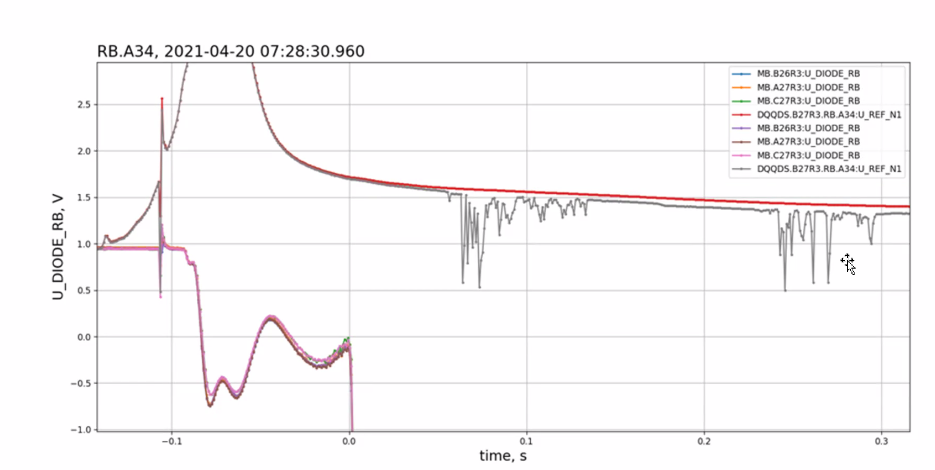 RB.A34, 2021-04-20 07:28:30.960
U_DIODE_RB, V
2.5
2.0
1.5
1.0
0.5
0.0
−0.5
−1.0
MB.B26R3:U_DIODE_RB
MB.A27R3:U_DIODE_RB
MB.C27R3:U_DIODE_RB
DQQDS.B27R3.RB.A34:U_REF_N1
MB.B26R3:U_DIODE_RB
MB.A27R3:U_DIODE_RB
MB.C27R3:U_DIODE_RB
DQQDS.B27R3.RB.A34:U_REF_N1
−0.1 0.0 0.1 0.2 0.3
time, s